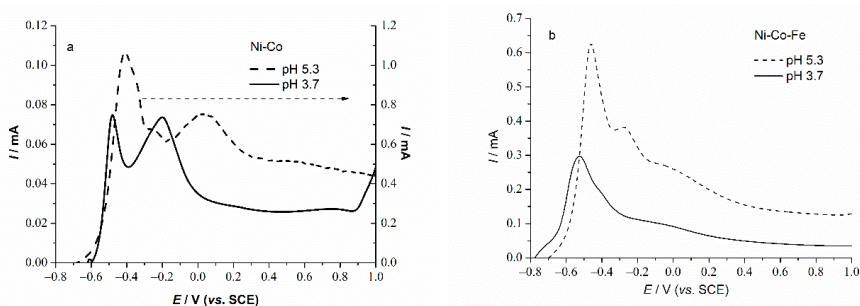 a
Ni-Co
pH 5.3
pH 3.7
I / mA
0.12
0.10
0.08
0.06
0.04
0.02
0.00
1.2
1.0
0.8
0.6
0.4
0.2
0.0
I / mA
–0.8 –0.6 –0.4 –0.2 0.0 0.2 0.4 0.6 0.8 1.0
E / V (vs. SCE)
b
Ni-Co-Fe
pH 5.3
pH 3.7
I / mA
0.7
0.6
0.5
0.4
0.3
0.2
0.1
0.0
–0.8 –0.6 –0.4 –0.2 0.0 0.2 0.4 0.6 0.8 1.0
E / V (vs. SCE)